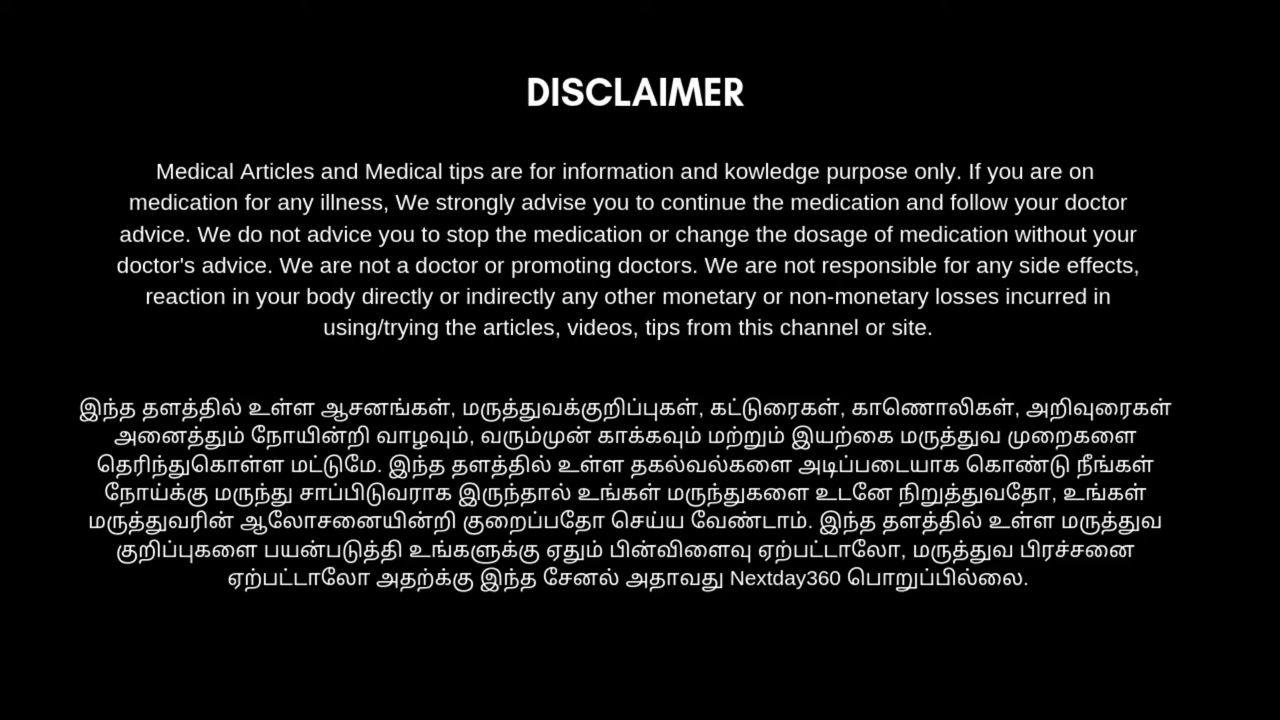 DISCLAIMER
Medical Articles and Medical tips are for information and kowledge purpose only. If you are on
medication for any illness, We strongly advise you to continue the medication and follow your doctor
advice. We do not advice you to stop the medication or change the dosage of medication without your
doctor's advice. We are not a doctor or promoting doctors. We are not responsible for any side effects,
reaction in your body directly or indirectly any other monetary or non-monetary losses incurred in
using/trying the articles, videos, tips from this channel or site.
இந்த தளத்தில் உள்ள ஆசனங்கள், மருத்துவக்குறிப்புகள், கட்டுரைகள், காணொலிகள், அறிவுரைகள்
அனைத்தும் நோயின்றி வாழவும், வரும்முன் காக்கவும் மற்றும் இயற்கை மருத்துவ முறைகளை
தெரிந்துகொள்ள மட்டுமே. இந்த தளத்தில் உள்ள தகல்வல்களை அடிப்படையாக கொண்டு நீங்கள்
நோய்க்கு மருந்து சாப்பிடுவராக இருந்தால் உங்கள் மருந்துகளை உடனே நிறுத்துவதோ, உங்கள்
மருத்துவரின் ஆலோசனையின்றி குறைப்பதோ செய்ய வேண்டாம். இந்த தளத்தில் உள்ள மருத்துவ
குறிப்புகளை பயன்படுத்தி உங்களுக்கு ஏதும் பின்விளைவு ஏற்பட்டாலோ, மருத்துவ பிரச்சனை
ஏற்பட்டாலோ அதற்க்கு இந்த சேனல் அதாவது Nextday360 பொறுப்பில்லை.